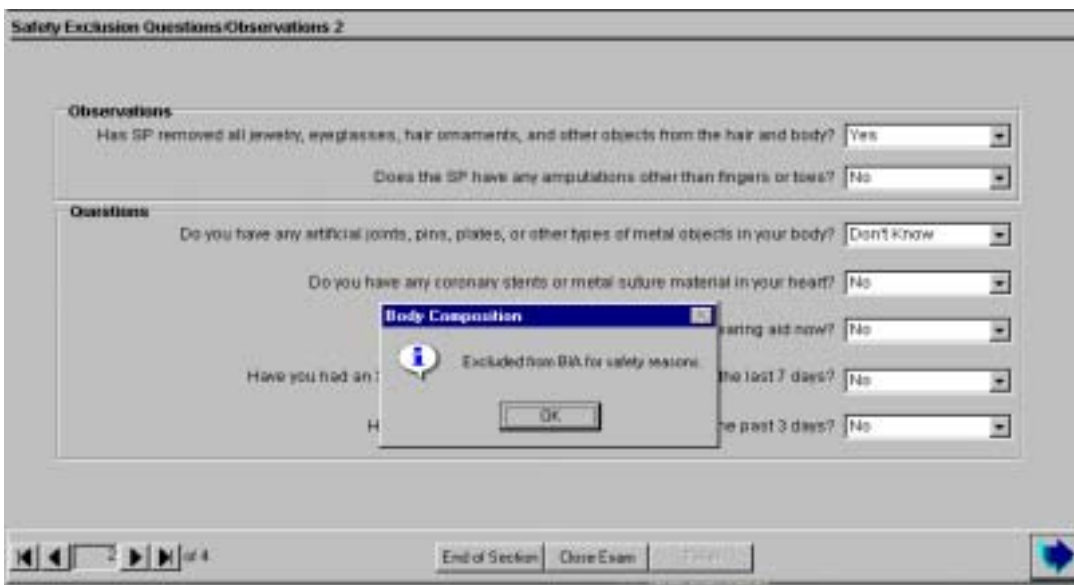 Safety Exclusion Questions/Observations 2
Observations
Has SP removed all jewelry, eyeglasses, hair ornaments, and other objects from the hair and body? Yes
Does the SP have any amputations other than fingers or toes? No
Questions
Do you have any artificial joints, pins, plates, or other types of metal objects in your body? Don't Know
Do you have any coronary stents or metal suture material in your heart? No
Body Composition
earing aid now? No
Excluded from BIA for safety reasons.
Have you had an the last 7 days? No
OK
H e past 3 days? No
2 of 4
End of Section Close Exam